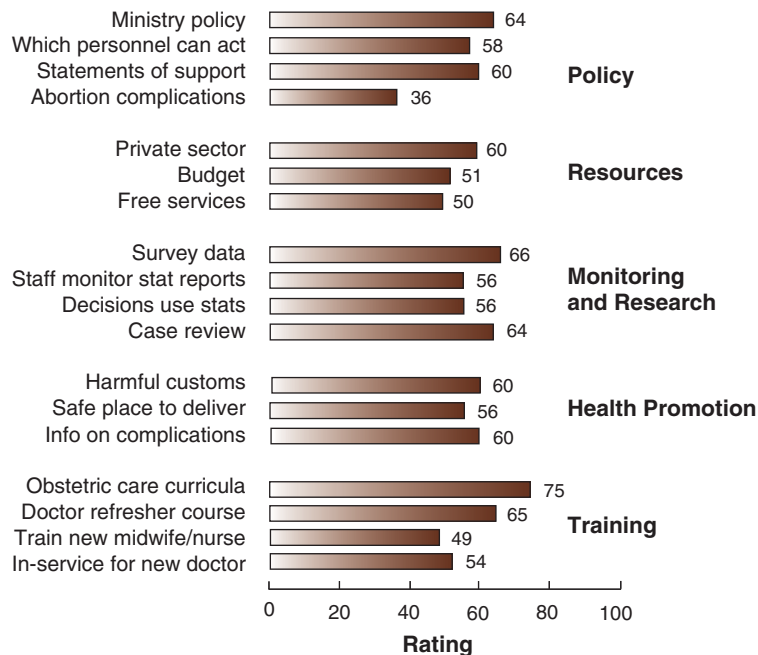 Ministry policy 64
Which personnel can act 58
Statements of support 60
Policy
Abortion complications 36
Private sector 60
Budget 51
Resources
Free services 50
Survey data 66
Staff monitor stat reports 56
Monitoring
and Research
Decisions use stats 56
Case review 64
Harmful customs 60
Safe place to deliver 56
Health Promotion
Info on complications 60
Obstetric care curricula 75
Doctor refresher course 65
Training
Train new midwife/nurse 49
In-service for new doctor 54
0 20 40 60 80 100
Rating